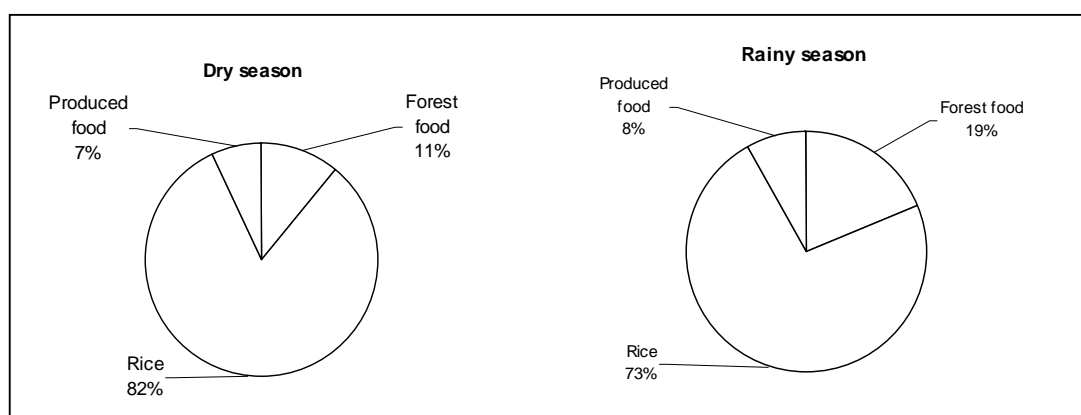 Dry season
Produced
food
7%
Forest
food
11%
Rice
82%
Rainy season
Produced
food
8%
Forest food
19%
Rice
73%